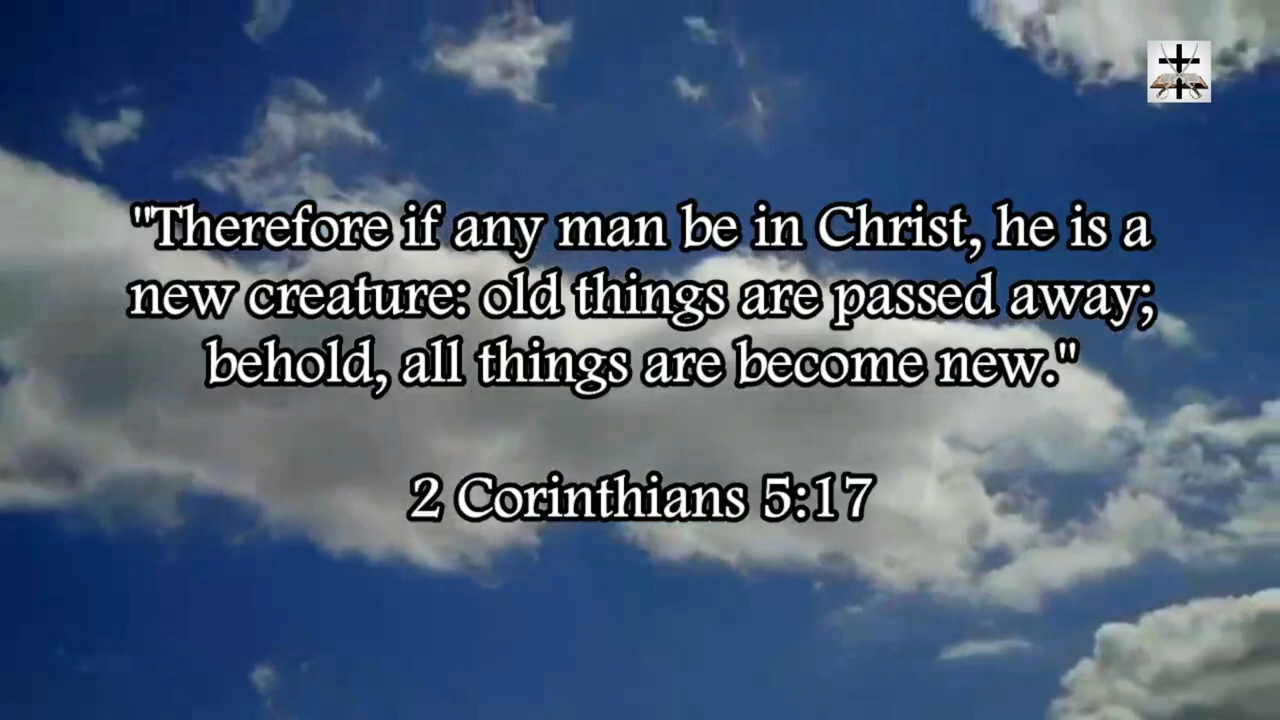 "Therefore if any man be in Christ, he is a
new creature: old things are passed away;
behold, all things are become new."
2 Corinthians 5:17